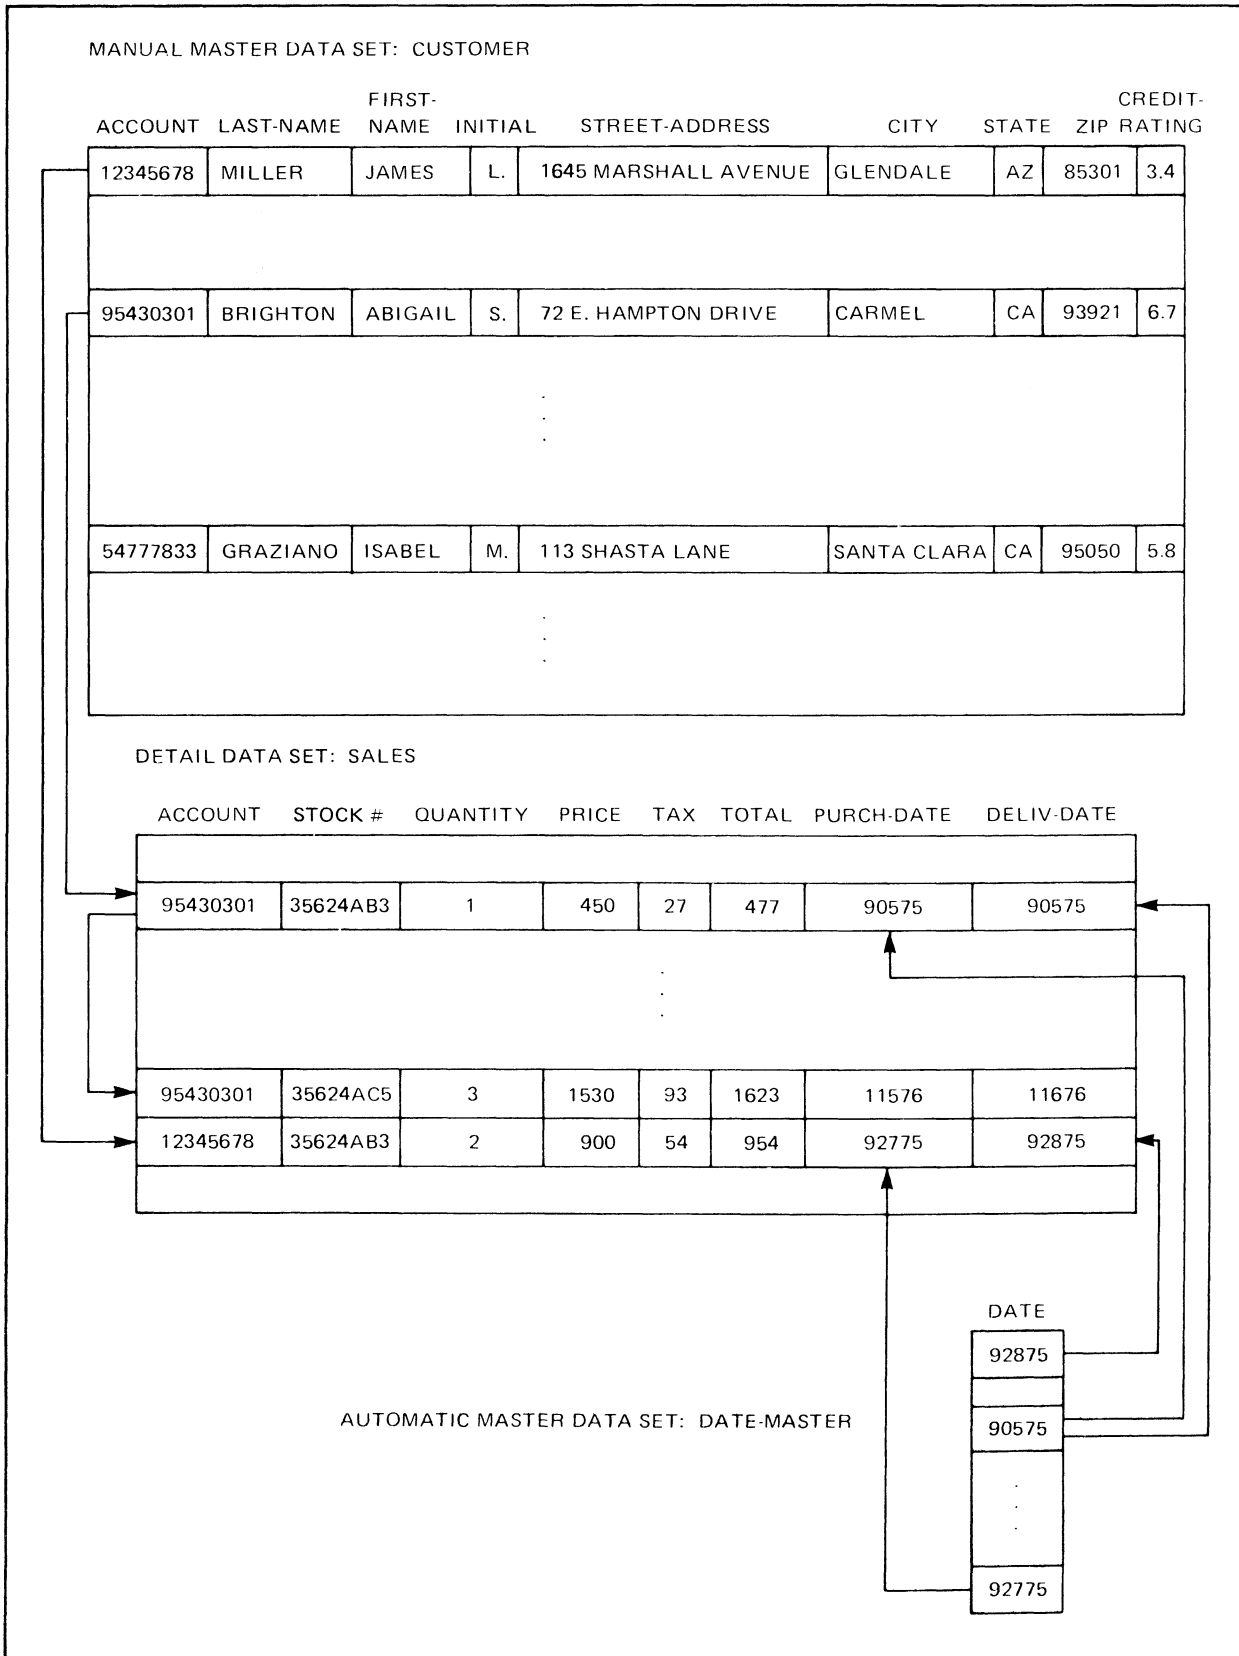 MANUAL MASTER DATA SET: CUSTOMER
FIRST- CREDIT-
ACCOUNT LAST-NAME NAME INITIAL STREET-ADDRESS CITY STATE ZIP RATING
12345678 MILLER JAMES L. 1645 MARSHALL AVENUE GLENDALE AZ 85301 3.4
95430301 BRIGHTON ABIGAIL S. 72 E. HAMPTON DRIVE CARMEL CA 93921 6.7
54777833 GRAZIANO ISABEL M. 113 SHASTA LANE SANTA CLARA CA 95050 5.8
DETAIL DATA SET: SALES
ACCOUNT STOCK # QUANTITY PRICE TAX TOTAL PURCH-DATE DELIV-DATE
95430301 35624AB3 1 450 27 477 90575 90575
95430301 35624AC5 3 1530 93 1623 11576 11676
12345678 35624AB3 2 900 54 954 92775 92875
DATE
92875
AUTOMATIC MASTER DATA SET: DATE-MASTER
90575
92775